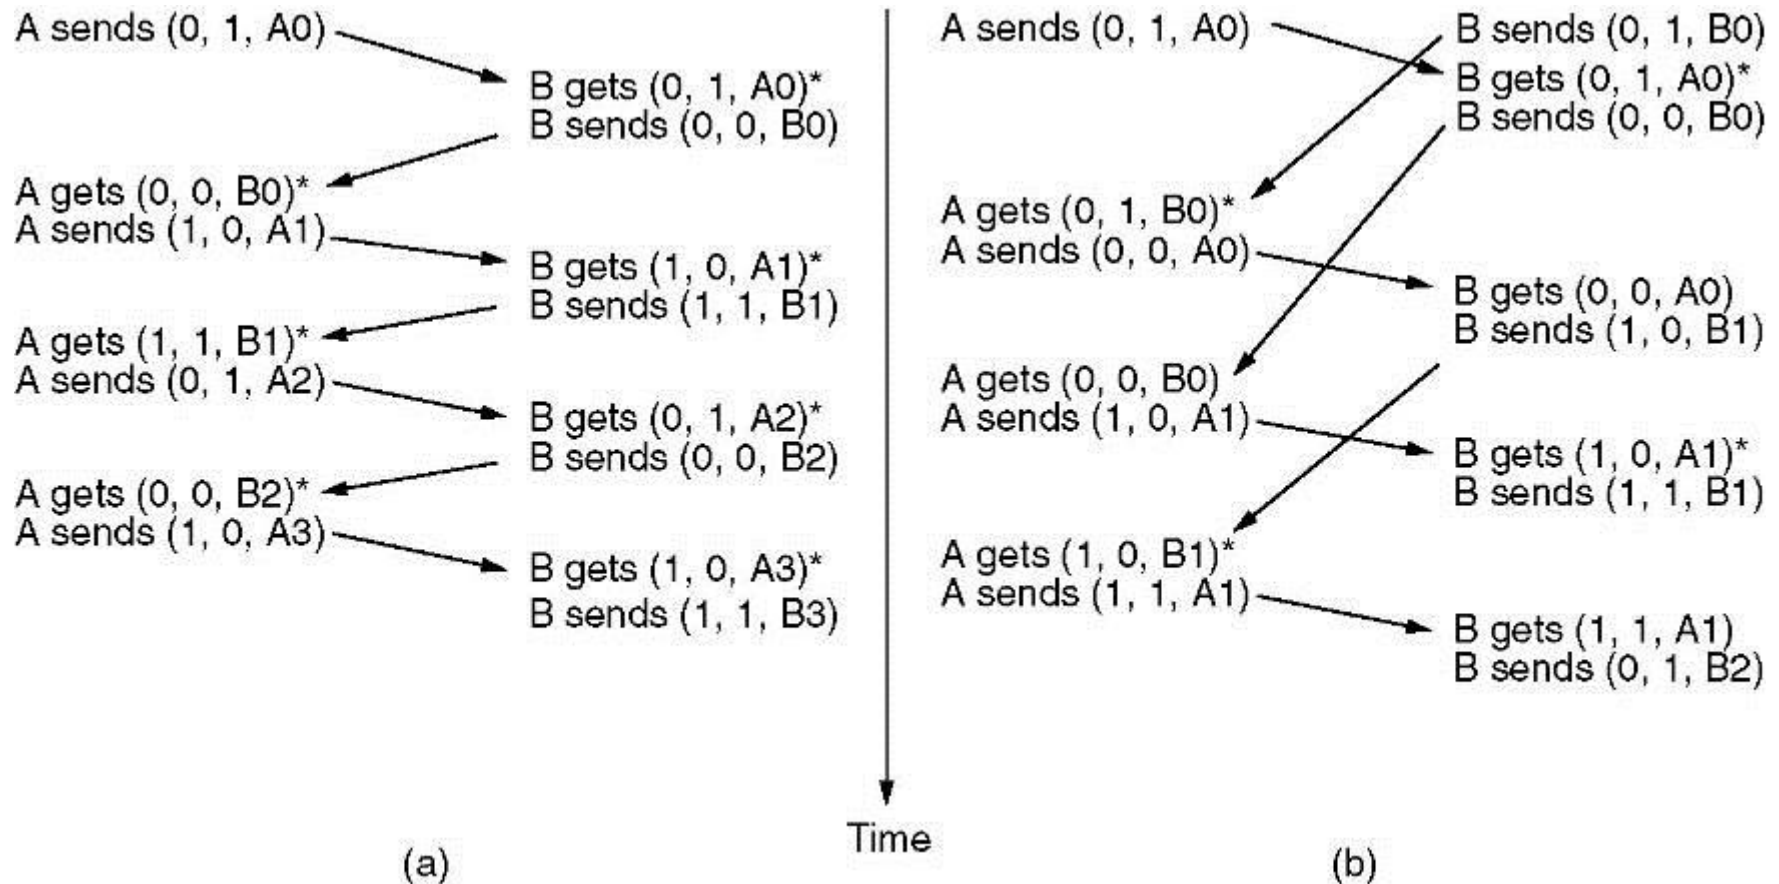 A sends (0, 1, A0)
B gets (0, 1, A0)*
B sends (0, 0, B0)
A gets (0, 0, B0)*
A sends (1, 0, A1)
B gets (1, 0, A1)*
B sends (1, 1, B1)
A gets (1, 1, B1)*
A sends (0, 1, A2)
B gets (0, 1, A2)*
B sends (0, 0, B2)
A gets (0, 0, B2)*
A sends (1, 0, A3)
B gets (1, 0, A3)*
B sends (1, 1, B3)
(a)
Time
A sends (0, 1, A0)
B sends (0, 1, B0)
B gets (0, 1, A0)*
B sends (0, 0, B0)
A gets (0, 1, B0)*
A sends (0, 0, A0)
B gets (0, 0, A0)
B sends (1, 0, B1)
A gets (0, 0, B0)
A sends (1, 0, A1)
B gets (1, 0, A1)*
B sends (1, 1, B1)
A gets (1, 0, B1)*
A sends (1, 1, A1)
B gets (1, 1, A1)
B sends (0, 1, B2)
(b)